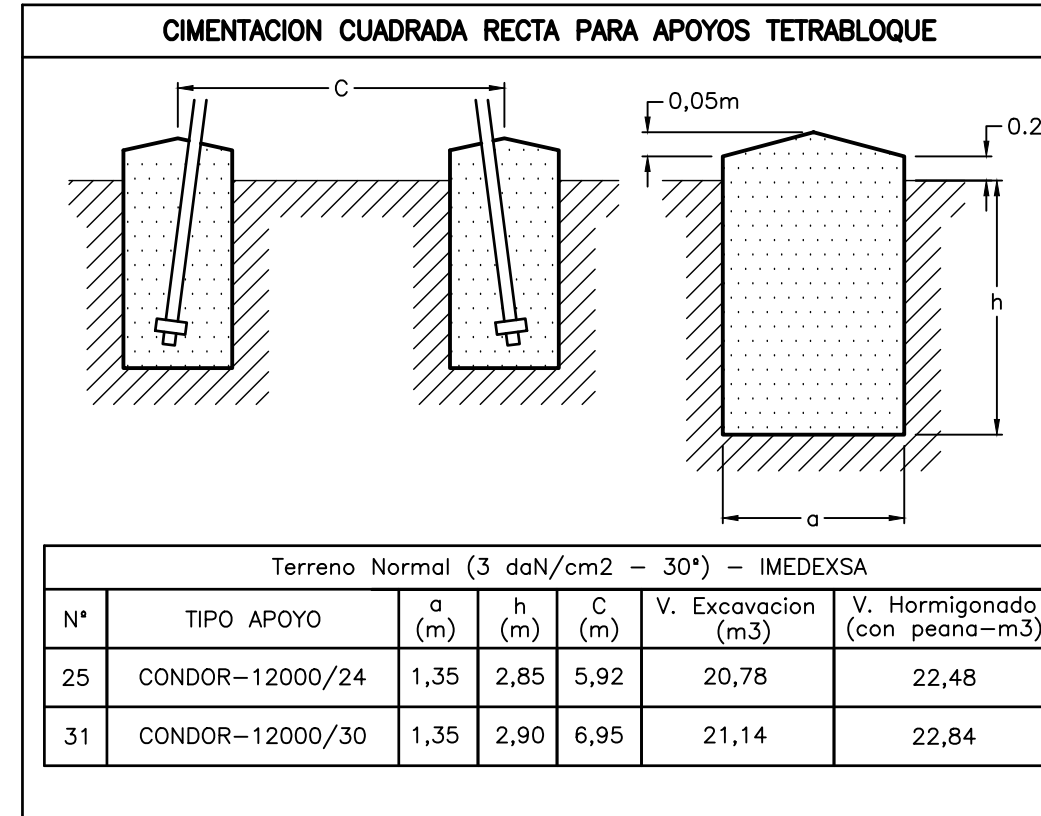 CIMENTACION CUADRADA RECTA PARA APOYOS TETRABLOQUE
C
0,05m
0.2
h
a
Terreno Normal (3 daN/cm2 – 30º) – IMEDEXSA
Nº TIPO APOYO a (m) h (m) C (m) V. Excavacion (m3) V. Hormigonado (con peana–m3)
25 CONDOR–12000/24 1,35 2,85 5,92 20,78 22,48
31 CONDOR–12000/30 1,35 2,90 6,95 21,14 22,84